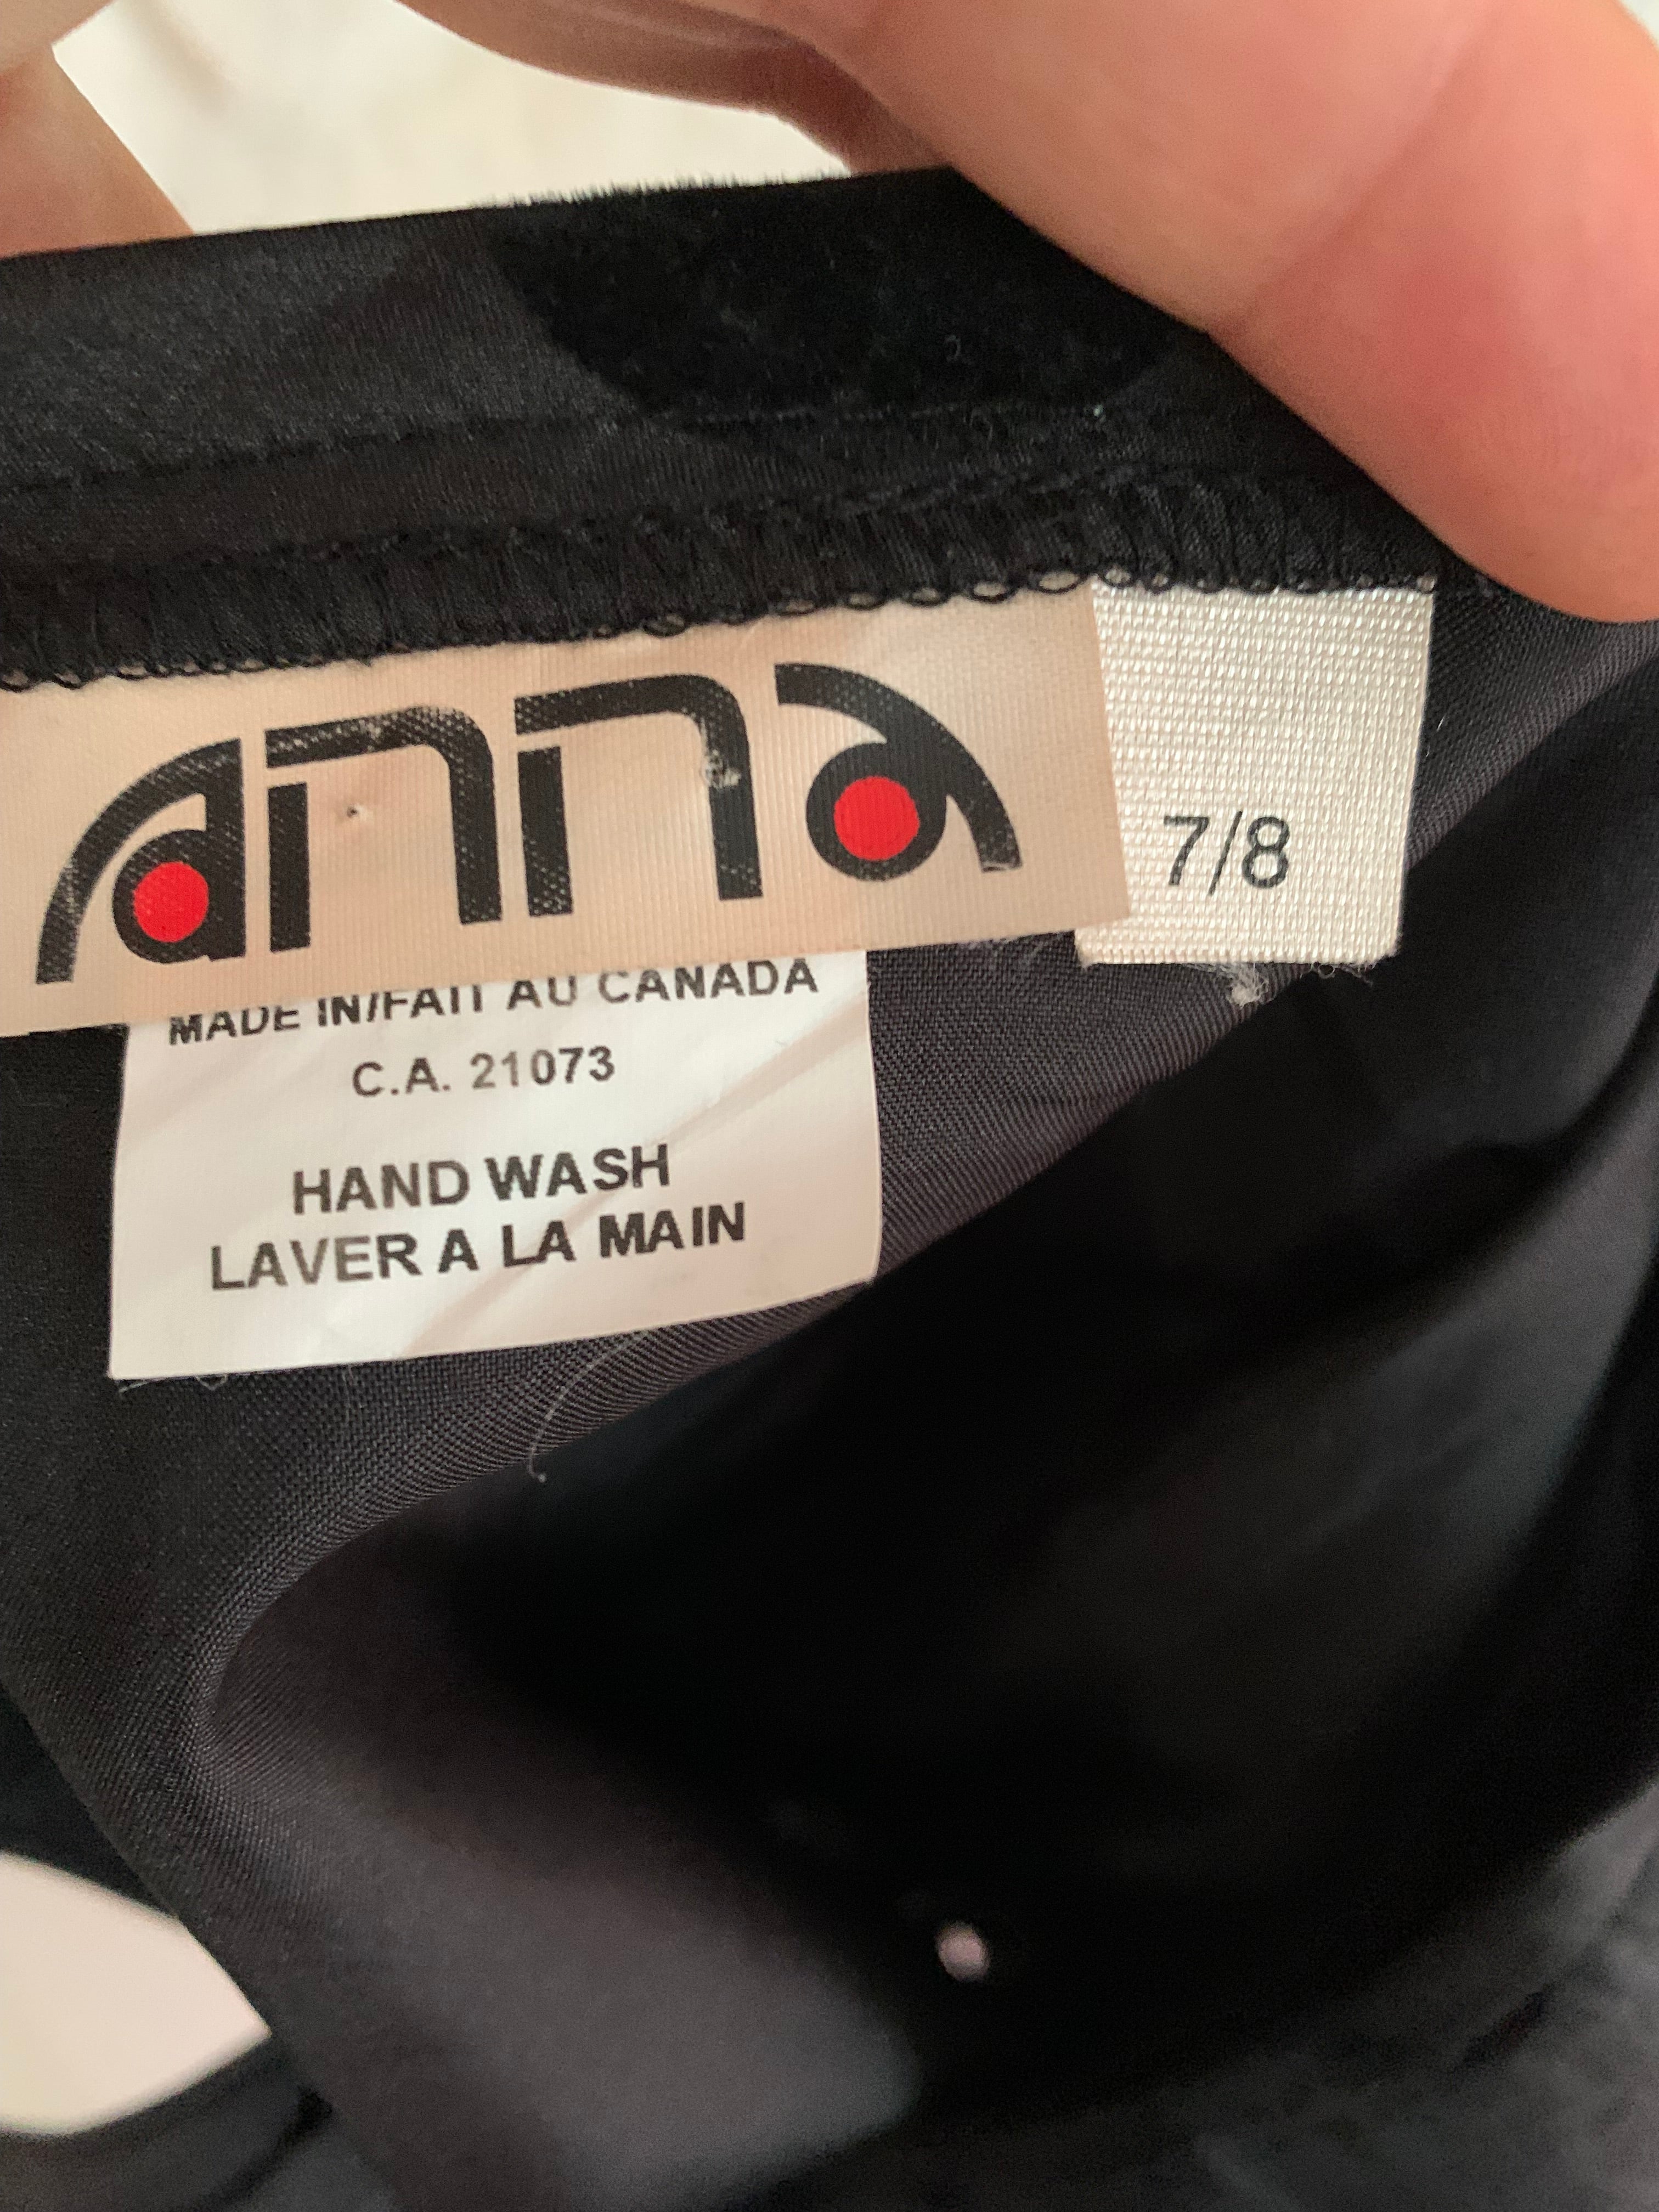 anna
7/8
MADE IN/FAIT AU CANADA
C.A. 21073
HAND WASH
LAVER A LA MAIN